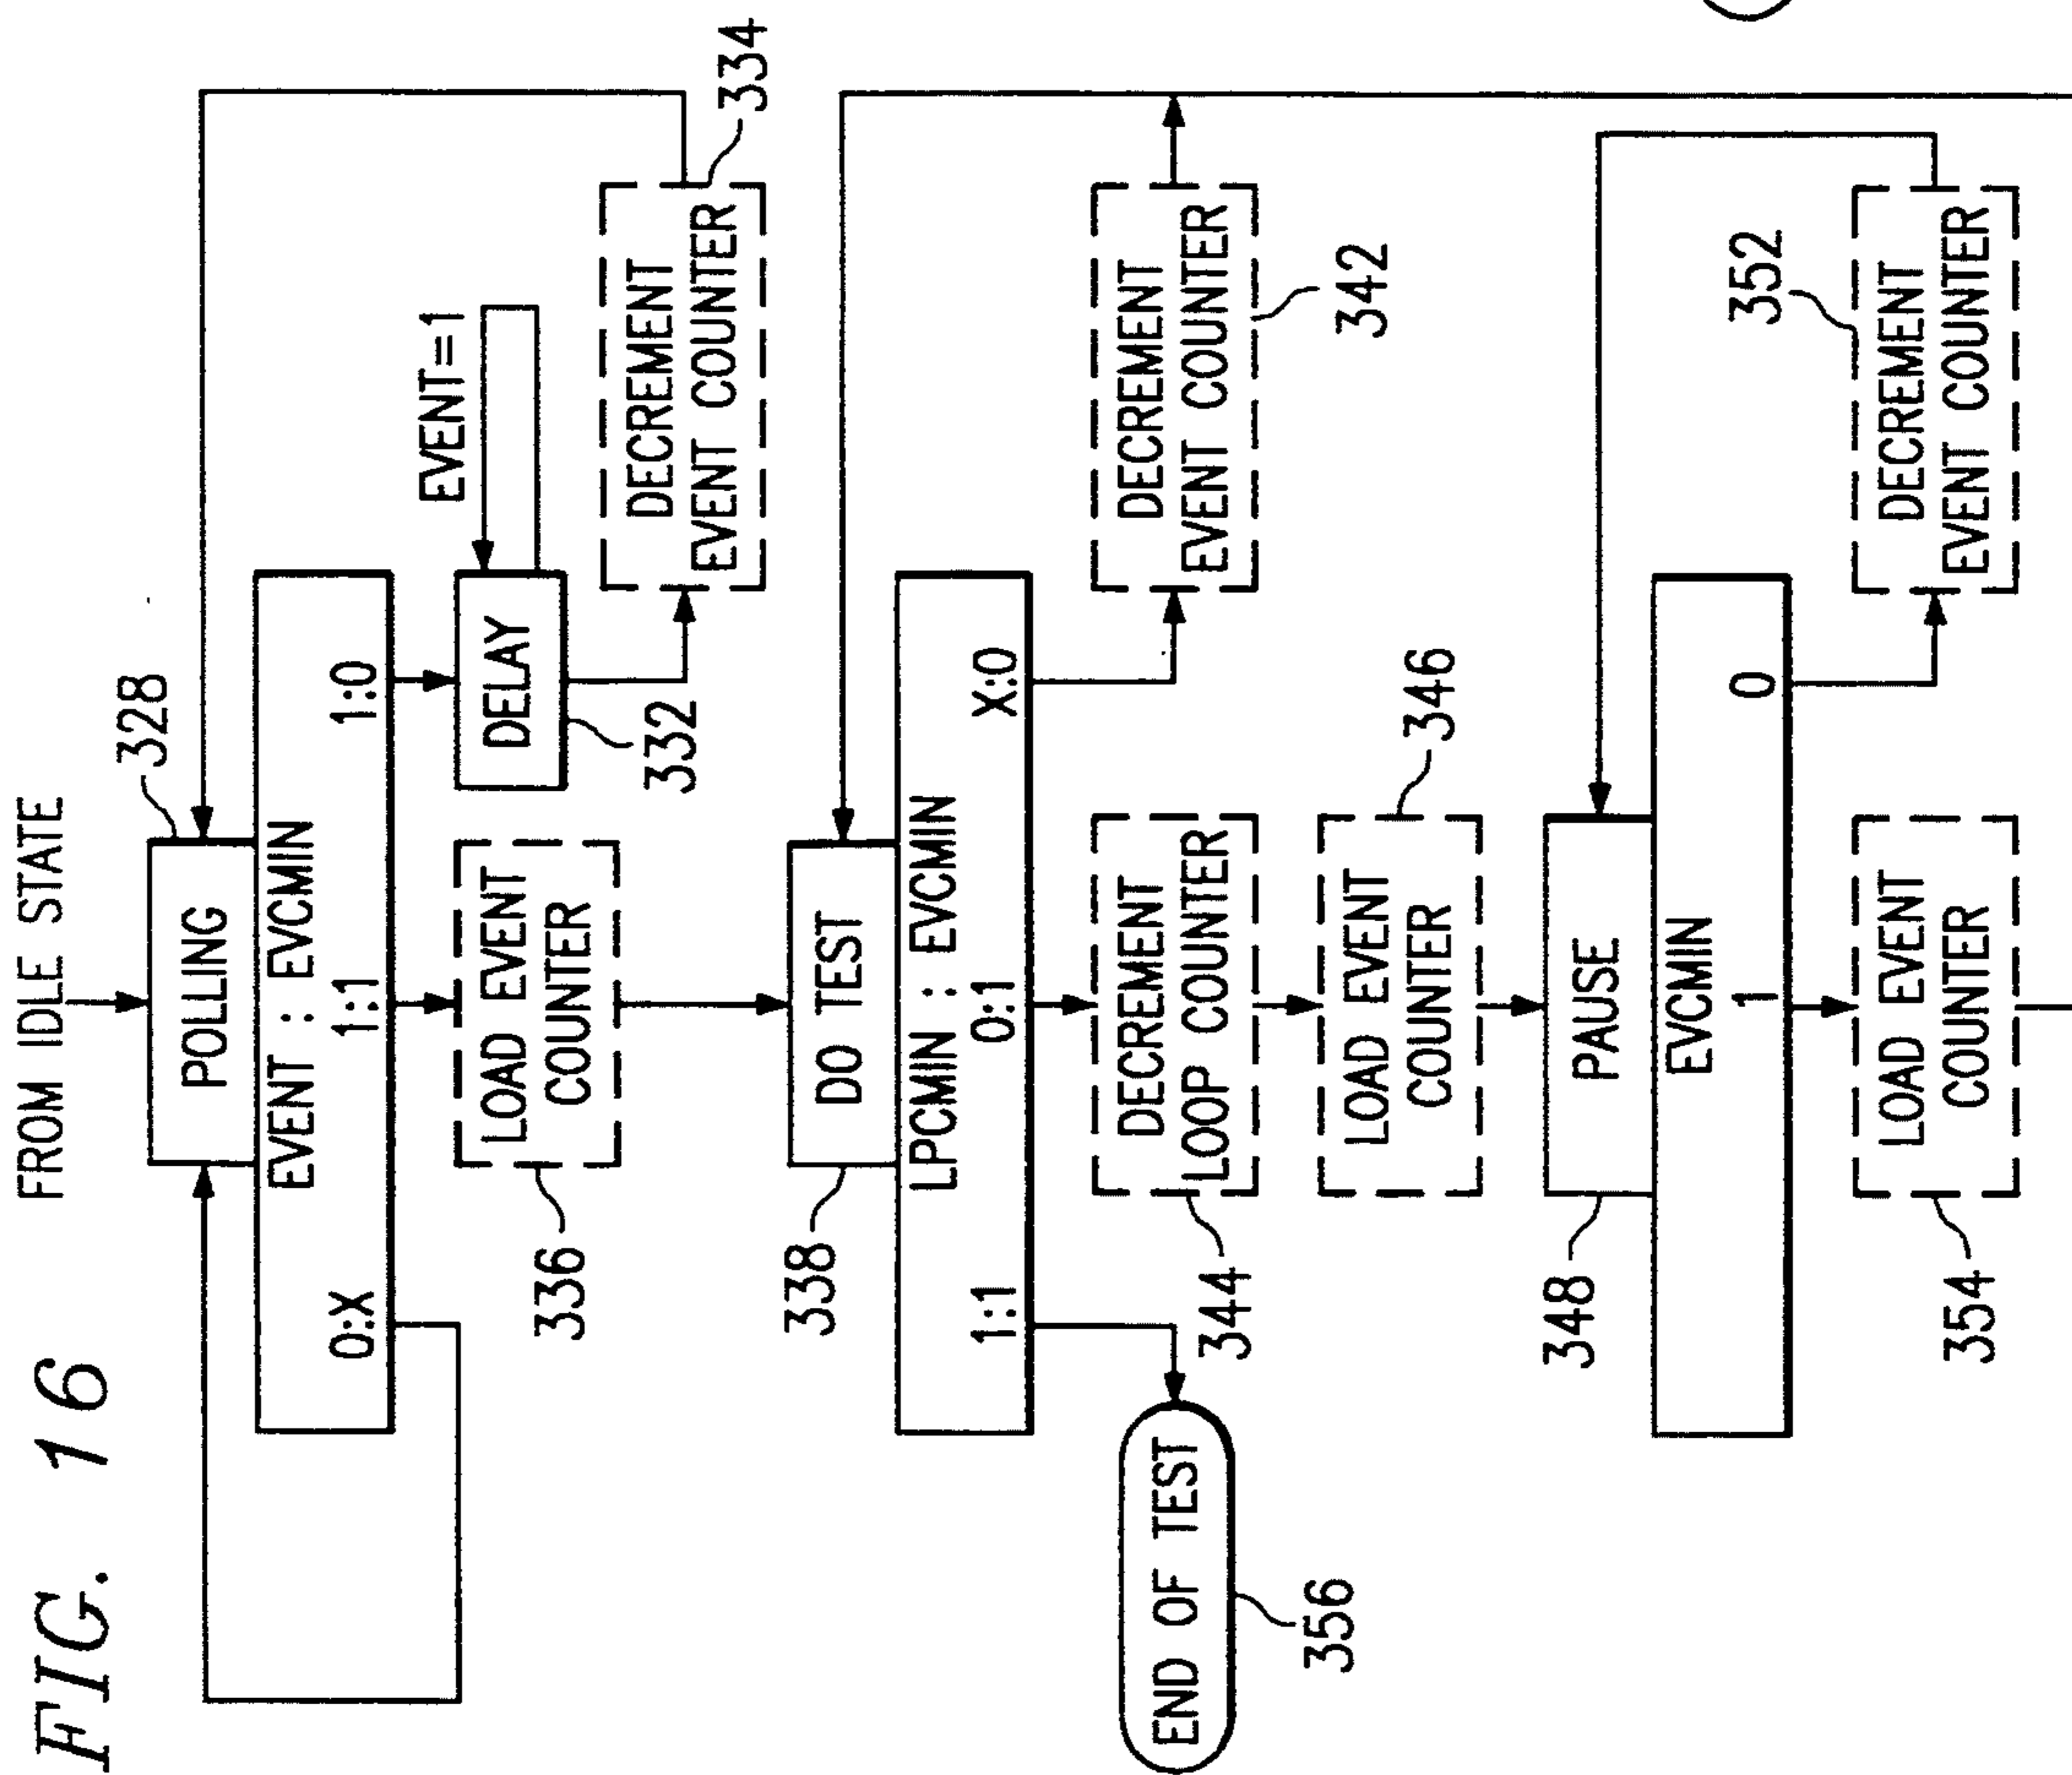 FIG. 16
FROM IDLE STATE
328
POLLING
EVENT : EVCMIN
0:X
1:1
1:0
EVENT=1
DELAY
332
334
DECREMENT
EVENT COUNTER
336
LOAD EVENT
COUNTER
338
DO TEST
LPCMIN : EVCMIN
1:1
0:1
X:0
DECREMENT
EVENT COUNTER
342
DECREMENT
LOOP COUNTER
344
END OF TEST
356
346
LOAD EVENT
COUNTER
348
PAUSE
EVCMIN
1
0
352
DECREMENT
EVENT COUNTER
354
LOAD EVENT
COUNTER